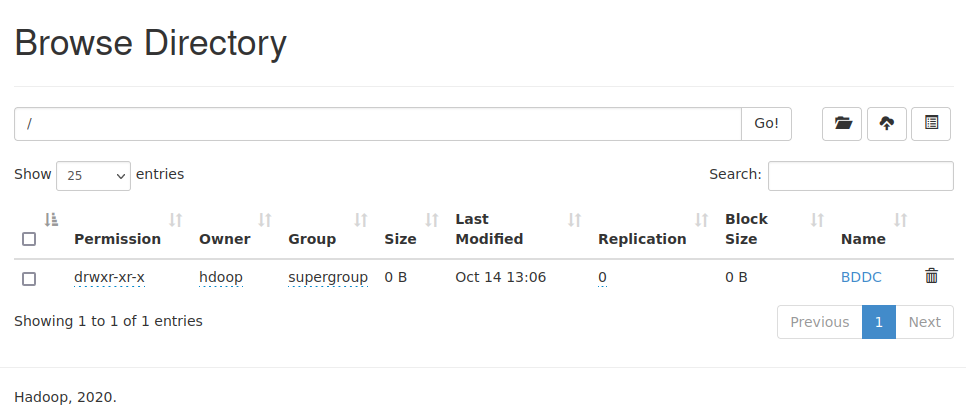 Browse Directory
/ Go!
Show 25 entries Search:
Permission Owner Group Size Last Modified Replication Block Size Name
drwxr-xr-x hdoop supergroup 0 B Oct 14 13:06 0 0 B BDDC
Showing 1 to 1 of 1 entries Previous 1 Next
Hadoop, 2020.